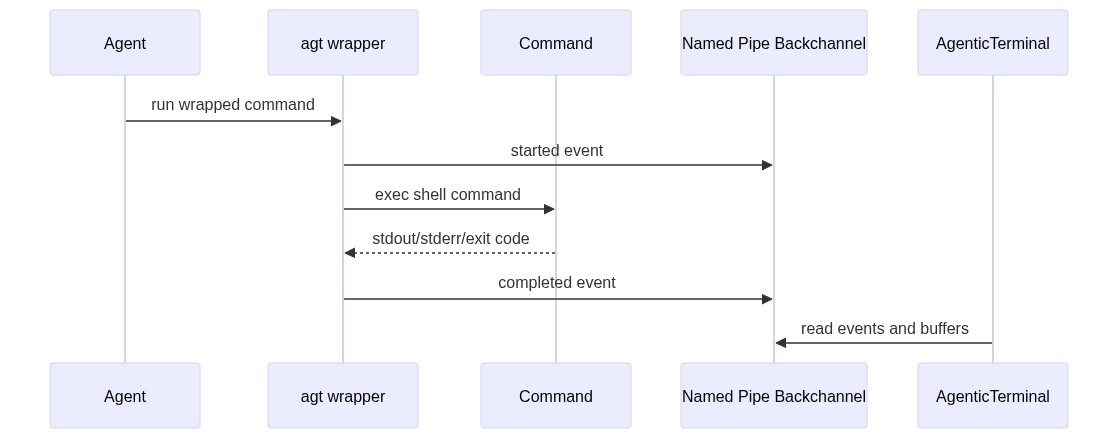 Agent
agt wrapper
Command
Named Pipe Backchannel
AgenticTerminal
run wrapped command
started event
exec shell command
stdout/stderr/exit code
completed event
read events and buffers
Agent
agt wrapper
Command
Named Pipe Backchannel
AgenticTerminal